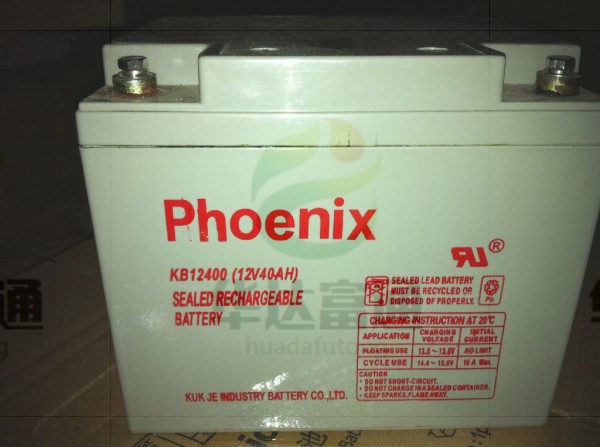 Phoenix
KB12400 (12V40AH)
SEALED RECHARGEABLE
BATTERY
KUK JE INDUSTRY BATTERY CO.,LTD.
®
SEALED LEAD BATTERY
MUST BE RECYCLED OR
DISPOSED OF PROPERLY.
Pb
CHARGING INSTRUCTION AT 20℃
APPLICATION CHARGING VOLTAGE INITIAL CURRENT
FLOATING USE 13.5~13.8V NO LIMIT
CYCLE USE 14.4~15.0V 10 A Max.
CAUTION
• DO NOT SHORT-CIRCUIT.
• DO NOT CHARGE IN A SEALED CONTAINER.
• KEEP SPARKS, FLAME AWAY.
通
华达富
huadafuto